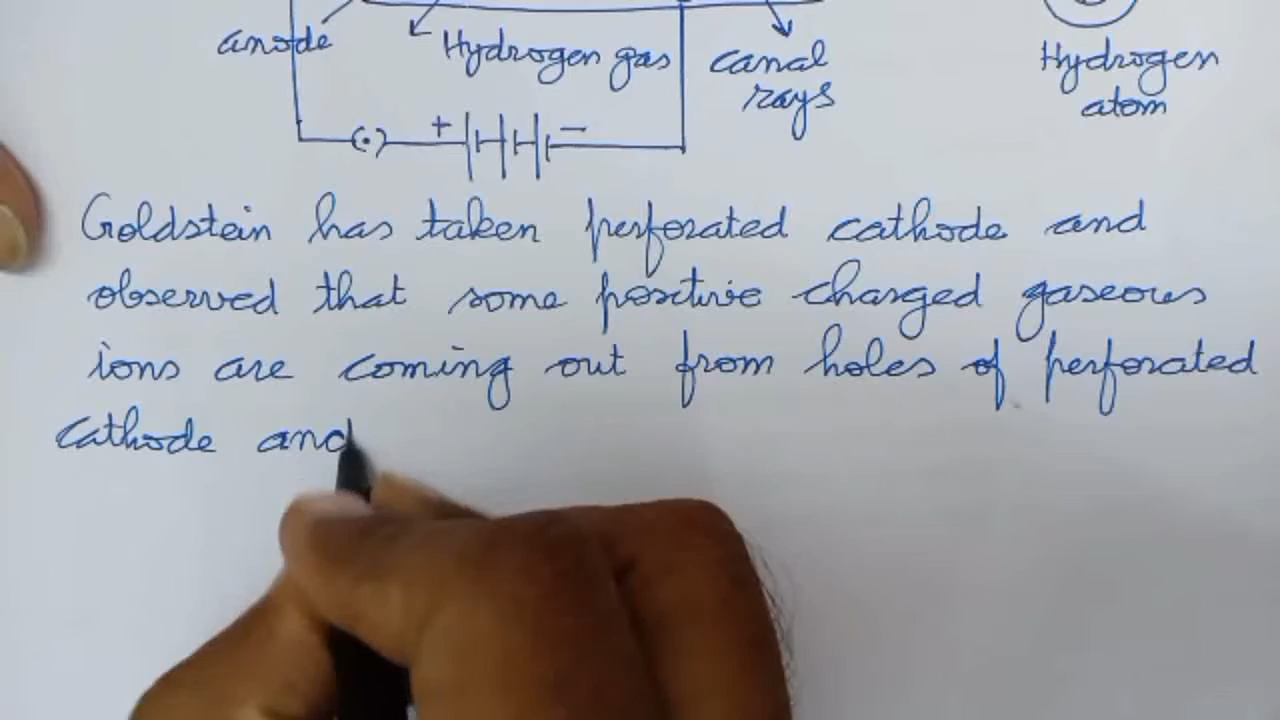 anode
Hydrogen gas
canal
rays
Hydrogen
atom
+
−
Goldstein has taken perforated cathode and
observed that some positive charged gaseous
ions are coming out from holes of perforated
cathode and